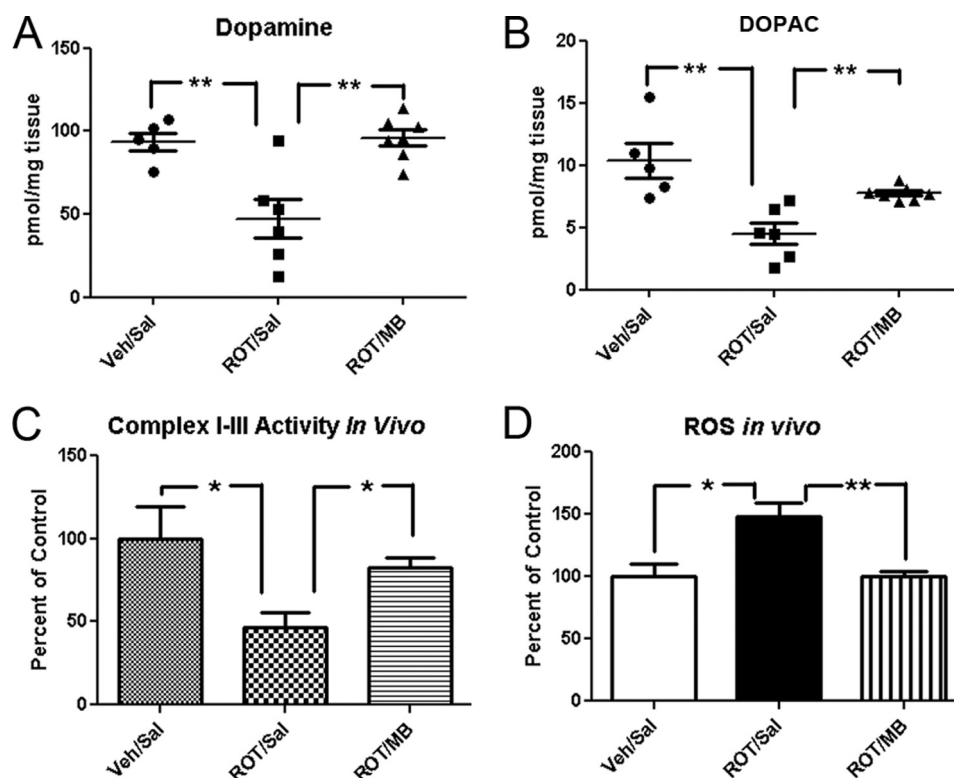 A
Dopamine
pmol/mg tissue
150
100
50
0
**
**
Veh/Sal
ROT/Sal
ROT/MB
B
DOPAC
pmol/mg tissue
20
15
10
5
0
**
**
Veh/Sal
ROT/Sal
ROT/MB
C
Complex I-III Activity In Vivo
Percent of Control
150
100
50
0
*
*
Veh/Sal
ROT/Sal
ROT/MB
D
ROS in vivo
Percent of Control
200
150
100
50
0
*
**
Veh/Sal
ROT/Sal
ROT/MB